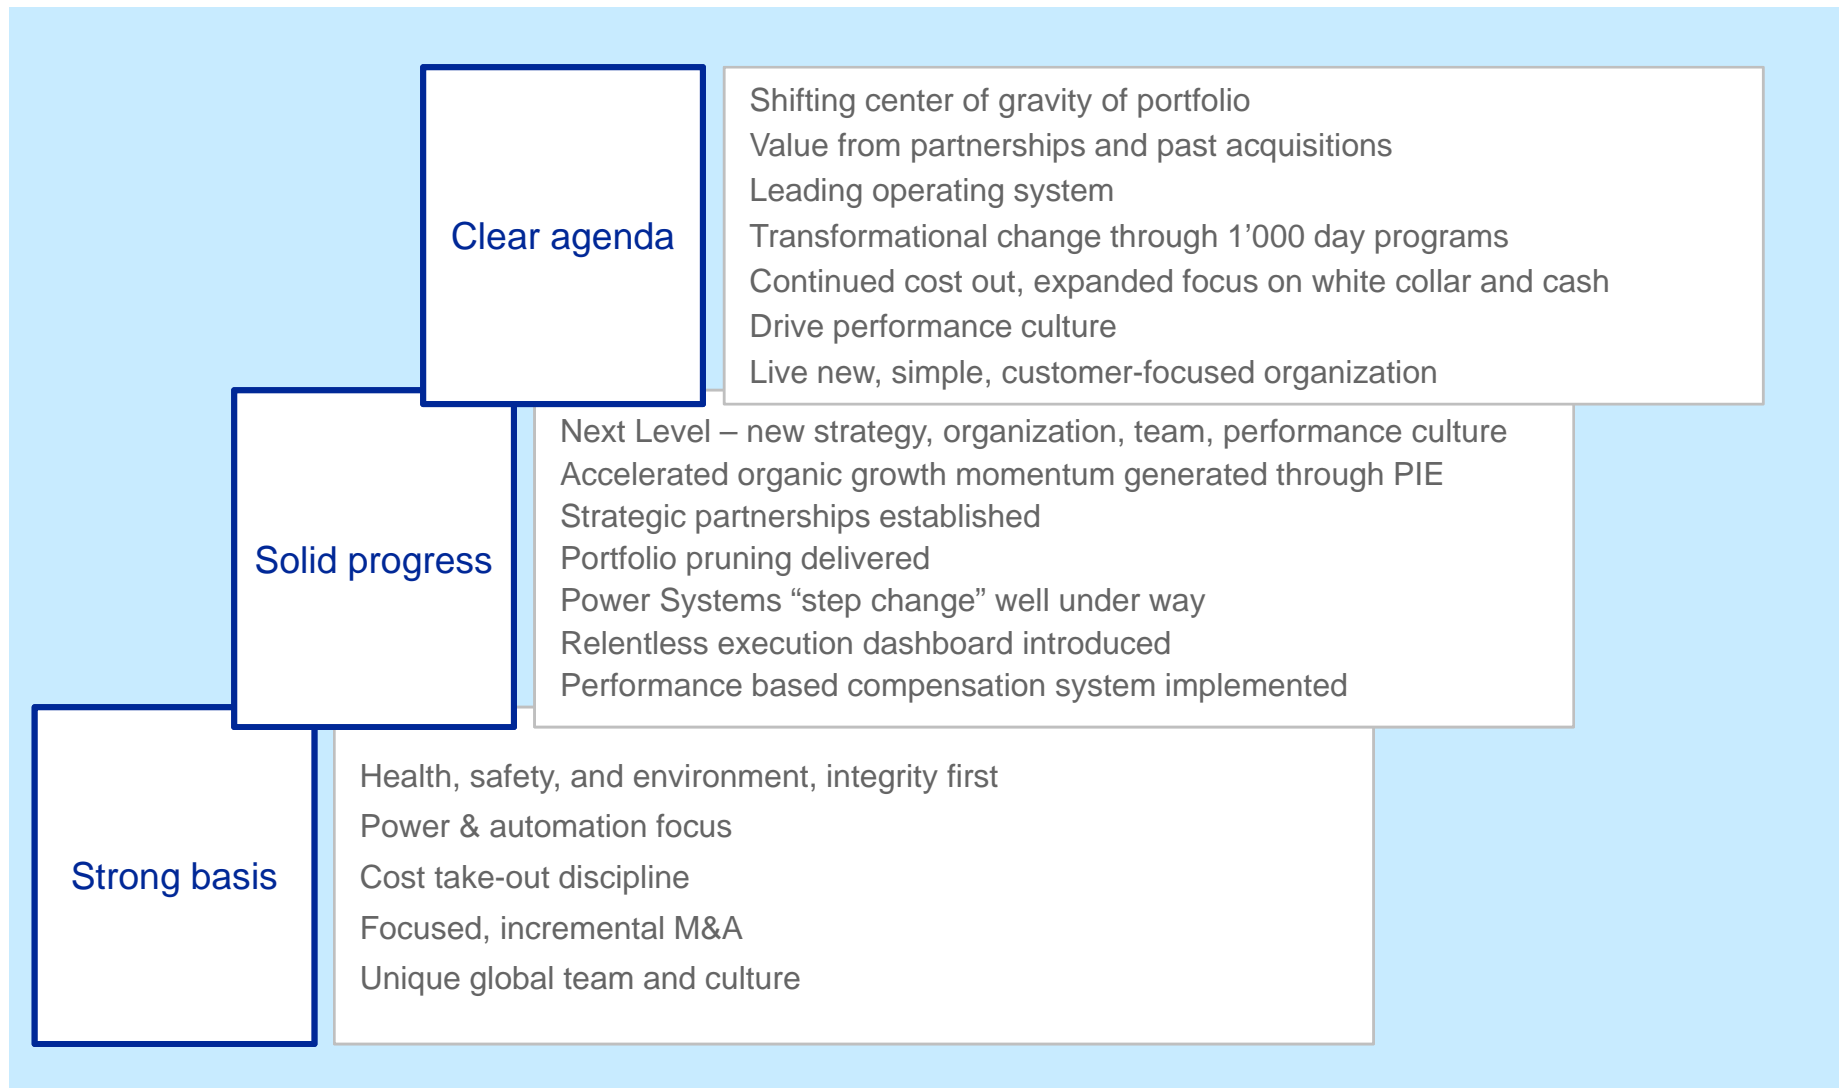 Clear agenda
Shifting center of gravity of portfolio
Value from partnerships and past acquisitions
Leading operating system
Transformational change through 1’000 day programs
Continued cost out, expanded focus on white collar and cash
Drive performance culture
Live new, simple, customer-focused organization
Solid progress
Next Level – new strategy, organization, team, performance culture
Accelerated organic growth momentum generated through PIE
Strategic partnerships established
Portfolio pruning delivered
Power Systems “step change” well under way
Relentless execution dashboard introduced
Performance based compensation system implemented
Strong basis
Health, safety, and environment, integrity first
Power & automation focus
Cost take-out discipline
Focused, incremental M&A
Unique global team and culture